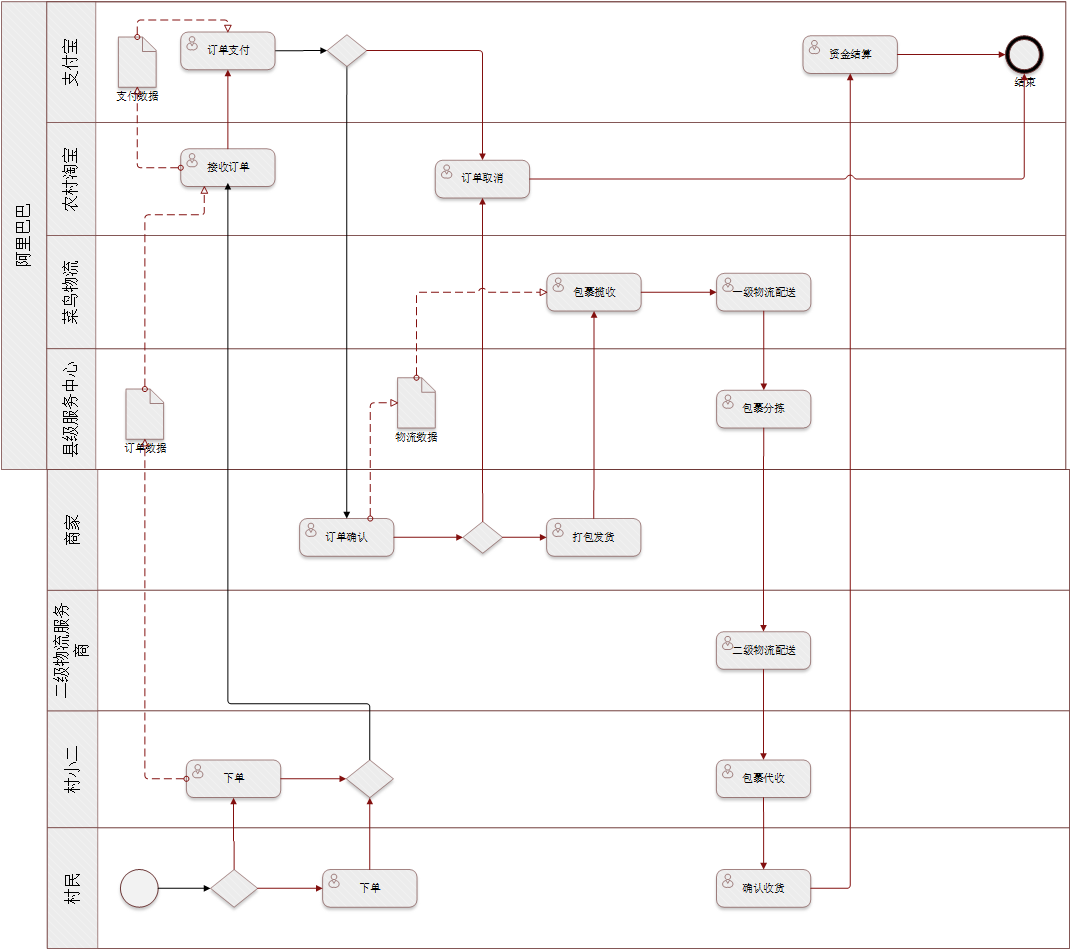 阿里巴巴
支付宝
支付数据
订单支付
资金结算
结束
农村淘宝
接收订单
订单取消
菜鸟物流
包裹揽收
一级物流配送
县级服务中心
订单数据
物流数据
包裹分拣
商家
订单确认
打包发货
二级物流服务
商
二级物流配送
村小二
下单
包裹代收
村民
下单
确认收货